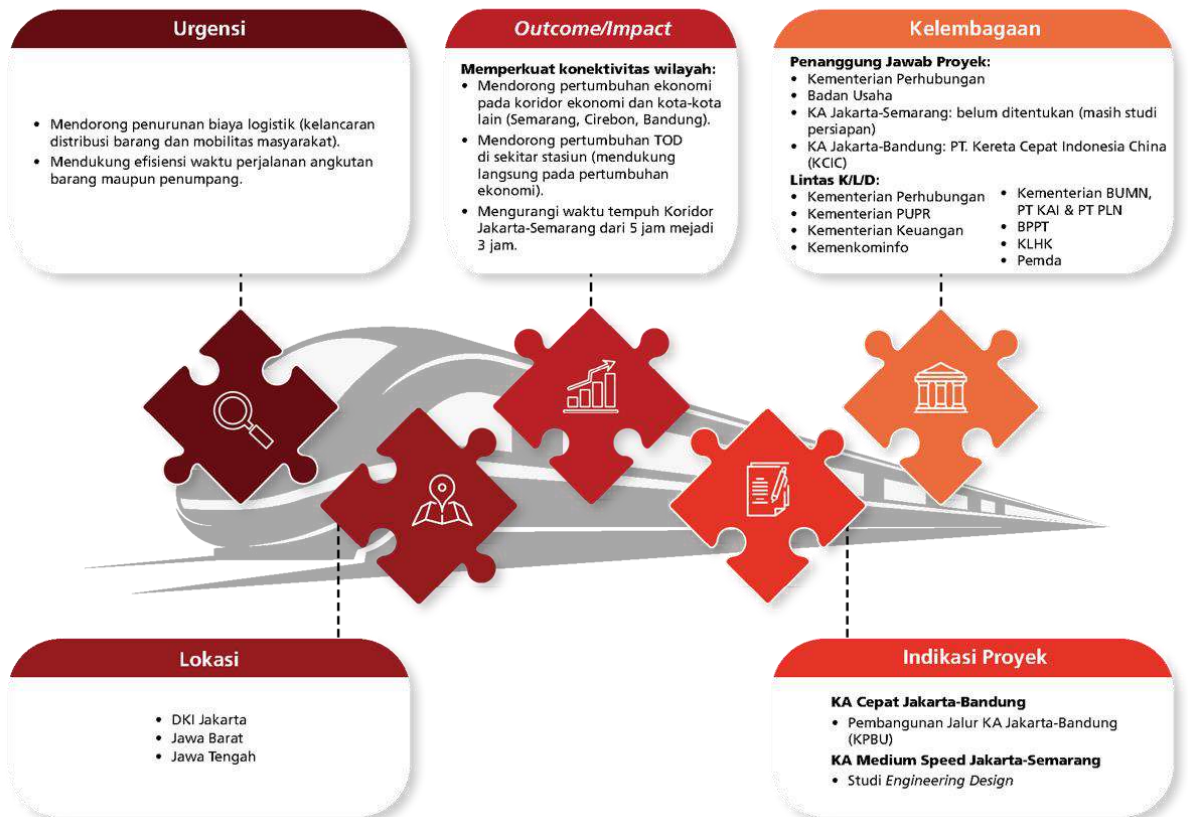 Urgensi
• Mendorong penurunan biaya logistik (kelancaran
distribusi barang dan mobilitas masyarakat).
• Mendukung efisiensi waktu perjalanan angkutan
barang maupun penumpang.
Outcome/Impact
Memperkuat konektivitas wilayah:
• Mendorong pertumbuhan ekonomi
pada koridor ekonomi dan kota-kota
lain (Semarang, Cirebon, Bandung).
• Mendorong pertumbuhan TOD
di sekitar stasiun (mendukung
langsung pada pertumbuhan
ekonomi).
• Mengurangi waktu tempuh Koridor
Jakarta-Semarang dari 5 jam mejadi
3 jam.
Kelembagaan
Penanggung Jawab Proyek:
• Kementerian Perhubungan
• Badan Usaha
• KA Jakarta-Semarang: belum ditentukan (masih studi
persiapan)
• KA Jakarta-Bandung: PT. Kereta Cepat Indonesia China
(KCIC)
Lintas K/L/D:
• Kementerian Perhubungan
• Kementerian PUPR
• Kementerian Keuangan
• Kemenkominfo
• Kementerian BUMN,
PT KAI & PT PLN
• BPPT
• KLHK
• Pemda
Lokasi
• DKI Jakarta
• Jawa Barat
• Jawa Tengah
Indikasi Proyek
KA Cepat Jakarta-Bandung
• Pembangunan Jalur KA Jakarta-Bandung
(KPBU)
KA Medium Speed Jakarta-Semarang
• Studi Engineering Design